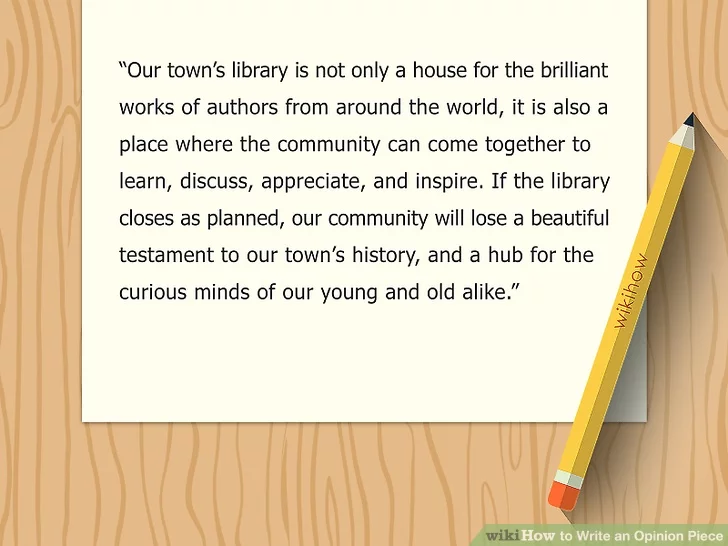 “Our town’s library is not only a house for the brilliant
works of authors from around the world, it is also a
place where the community can come together to
learn, discuss, appreciate, and inspire. If the library
closes as planned, our community will lose a beautiful
testament to our town’s history, and a hub for the
curious minds of our young and old alike.”
wikihow
wikiHow to Write an Opinion Piece